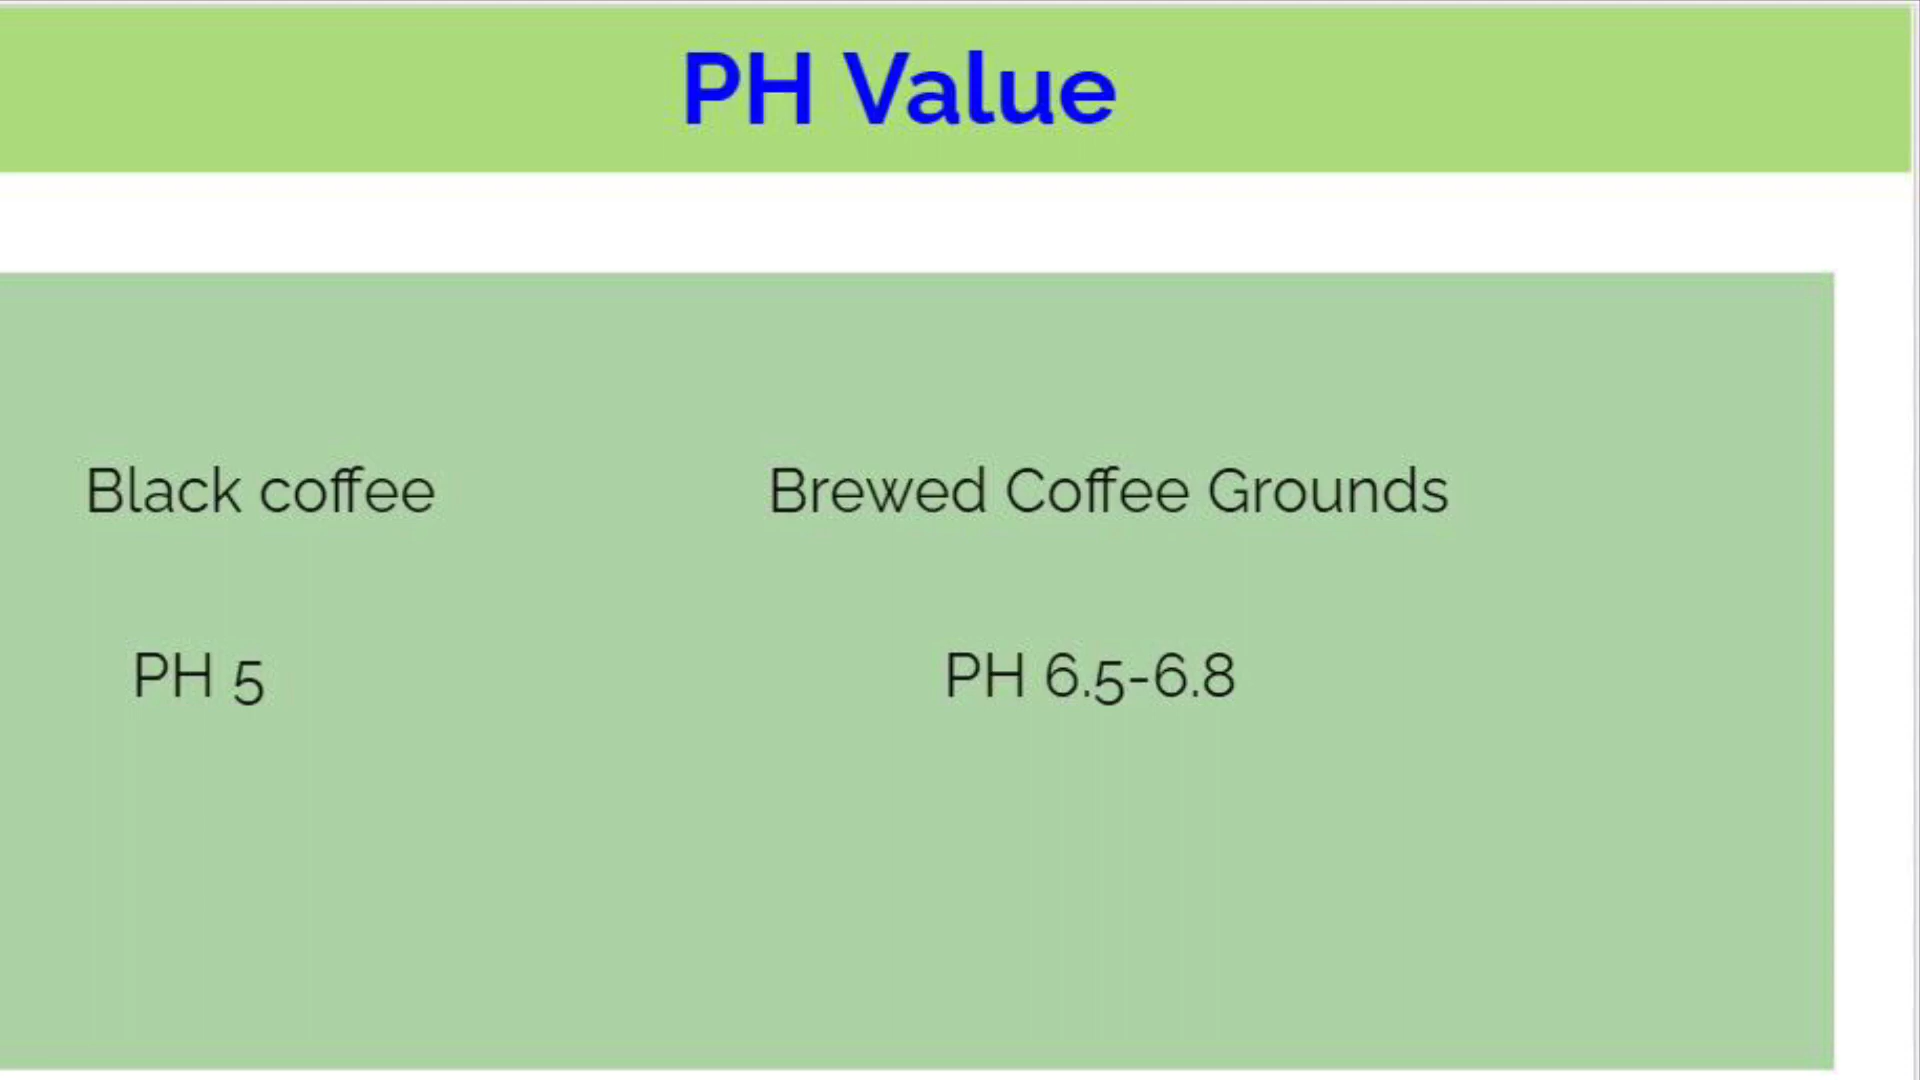 PH Value
Black coffee
Brewed Coffee Grounds
PH 5
PH 6.5-6.8